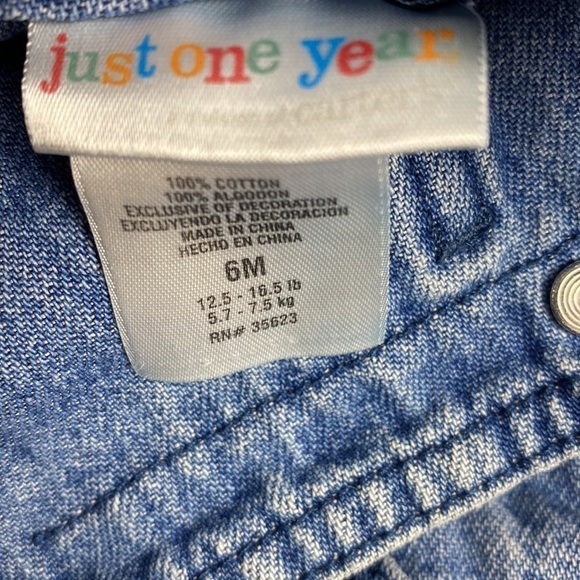 just one year
carter's
100% COTTON
100% ALGODON
EXCLUSIVE OF DECORATION
EXCLUYENDO LA DECORACION
MADE IN CHINA
HECHO EN CHINA
6M
12.5 - 16.5 lb
5.7 - 7.5 kg
RN# 35623